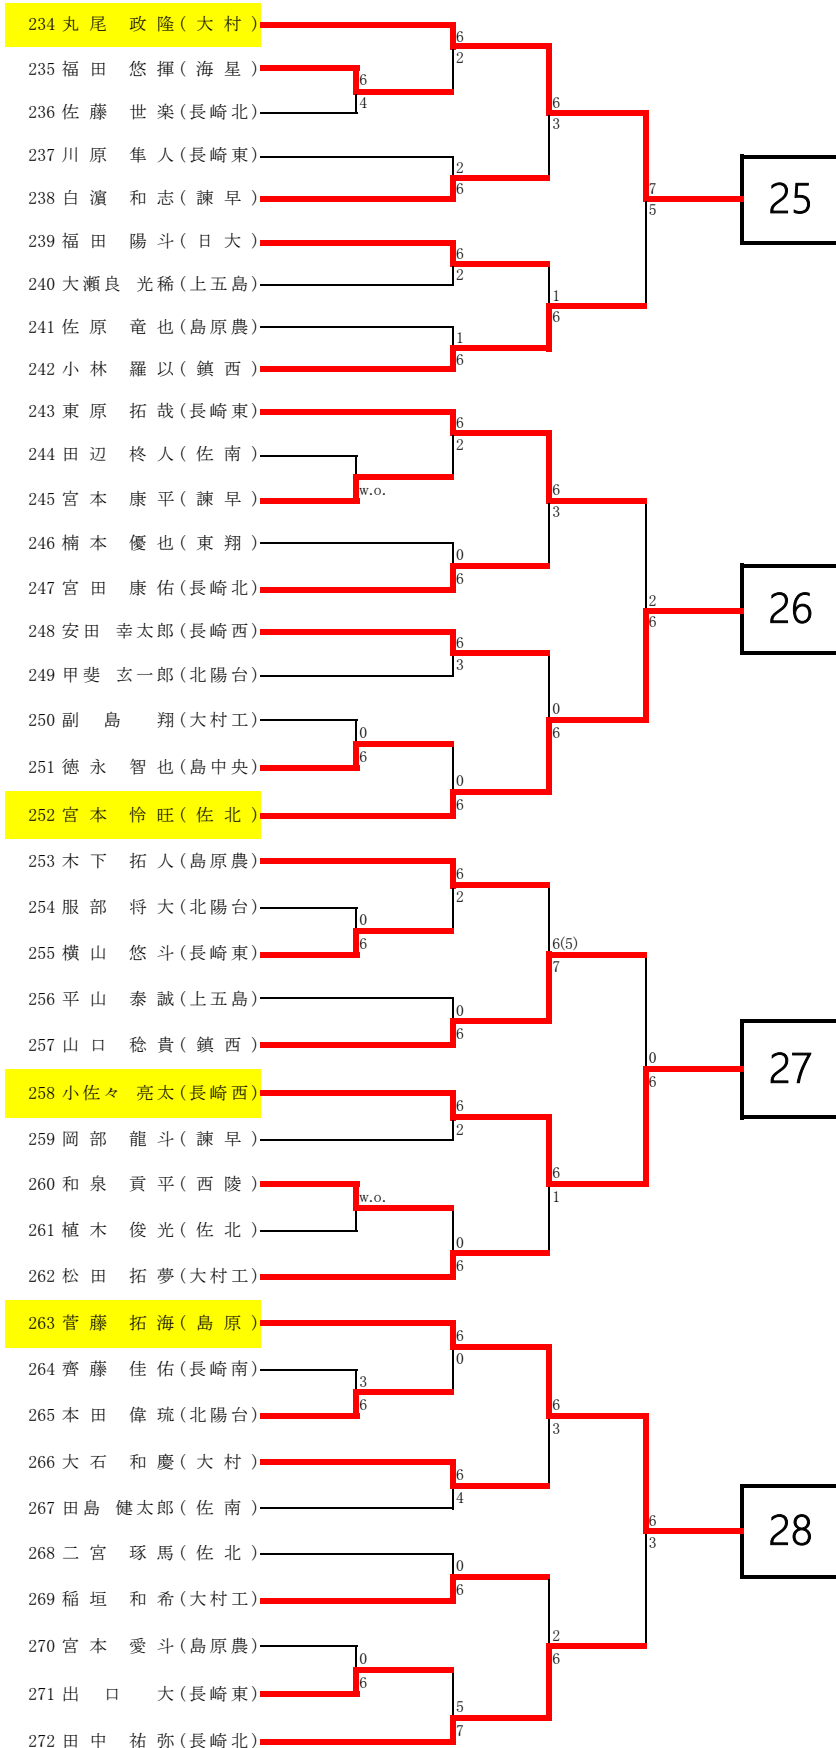 234 丸尾 政隆(大村)
6
235 福田 悠揮(海星)
2
6
236 佐藤 世楽(長崎北)
4
6
3
237 川原 隼人(長崎東)
2
238 白濵 和志(諫早)
6
7
25
5
239 福田 陽斗(日大)
6
240 大瀬良 光稀(上五島)
2
1
6
241 佐原 竜也(島原農)
1
242 小林 羅以(鎮西)
6
243 東原 拓哉(長崎東)
6
244 田辺 柊人(佐南)
2
245 宮本 康平(諫早)
w.o.
6
3
246 楠本 優也(東翔)
0
247 宮田 康佑(長崎北)
6
2
26
6
248 安田 幸太郎(長崎西)
6
249 甲斐 玄一郎(北陽台)
3
0
250 副島 翔(大村工)
0
6
251 徳永 智也(島中央)
6
0
252 宮本 怜旺(佐北)
6
253 木下 拓人(島原農)
6
254 服部 将大(北陽台)
2
0
255 横山 悠斗(長崎東)
6
6(5)
7
256 平山 泰誠(上五島)
0
257 山口 稔貴(鎮西)
6
0
27
6
258 小佐々 亮太(長崎西)
6
259 岡部 龍斗(諫早)
2
260 和泉 貢平(西陵)
6
w.o.
1
261 植木 俊光(佐北)
0
262 松田 拓夢(大村工)
6
263 菅藤 拓海(島原)
6
264 齊藤 佳佑(長崎南)
0
3
265 本田 偉琉(北陽台)
6
6
3
266 大石 和慶(大村)
6
267 田島 健太郎(佐南)
4
6
28
3
268 二宮 琢馬(佐北)
0
269 稲垣 和希(大村工)
6
270 宮本 愛斗(島原農)
2
0
6
271 出口 大(長崎東)
6
5
272 田中 祐弥(長崎北)
7